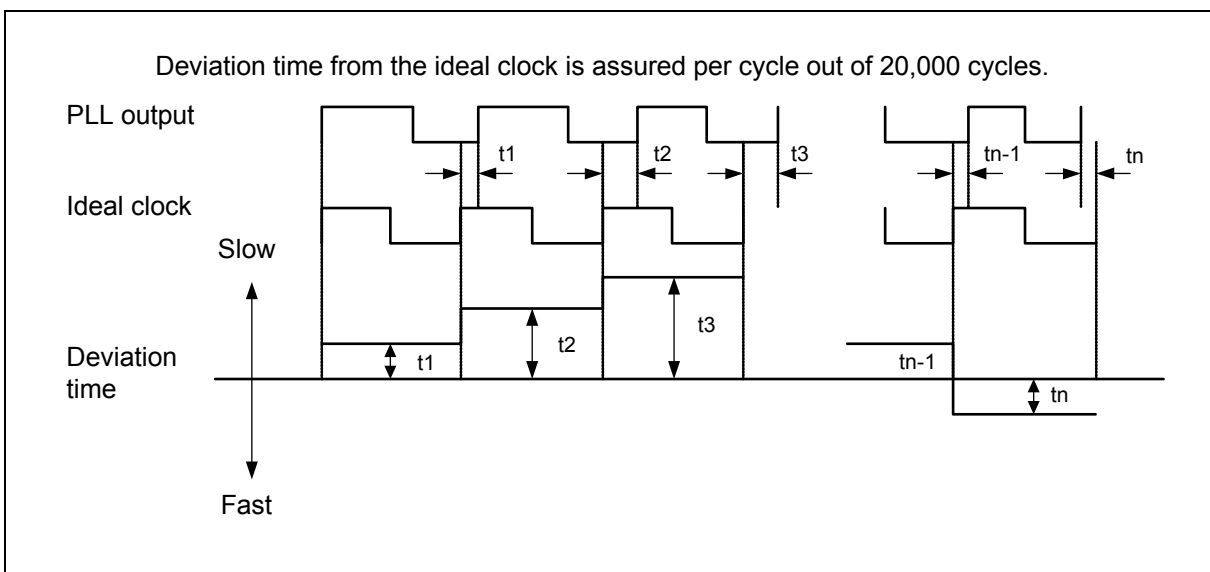 Deviation time from the ideal clock is assured per cycle out of 20,000 cycles.
PLL output
t1
t2
t3
tn-1
tn
Ideal clock
Slow
t1
t2
t3
Deviation
time
tn-1
tn
Fast